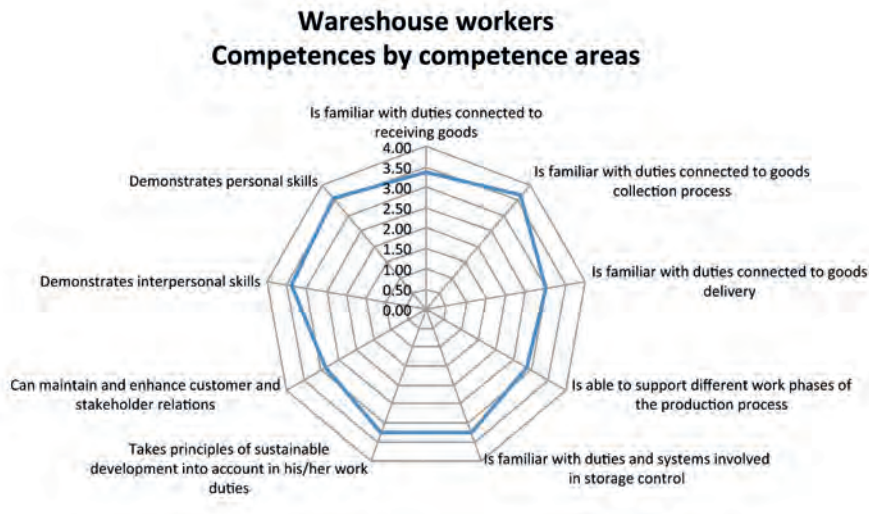 Wareshouse workers
Competences by competence areas
Is familiar with duties connected to
receiving goods
4.00
3.50
3.00
2.50
2.00
1.50
1.00
0.50
0.00
Is familiar with duties connected to goods
collection process
Is familiar with duties connected to goods
delivery
Is able to support different work phases of
the production process
Is familiar with duties and systems involved
in storage control
Takes principles of sustainable
development into account in his/her work
duties
Can maintain and enhance customer and
stakeholder relations
Demonstrates interpersonal skills
Demonstrates personal skills